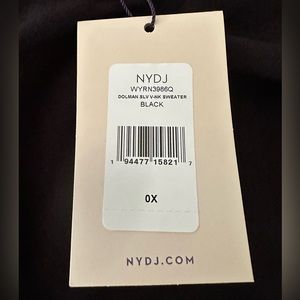 NYDJ
WYRN3986Q
DOLMAN SLV V-NK SWEATER
BLACK
1 94477 15821 7
0X
NYDJ.COM